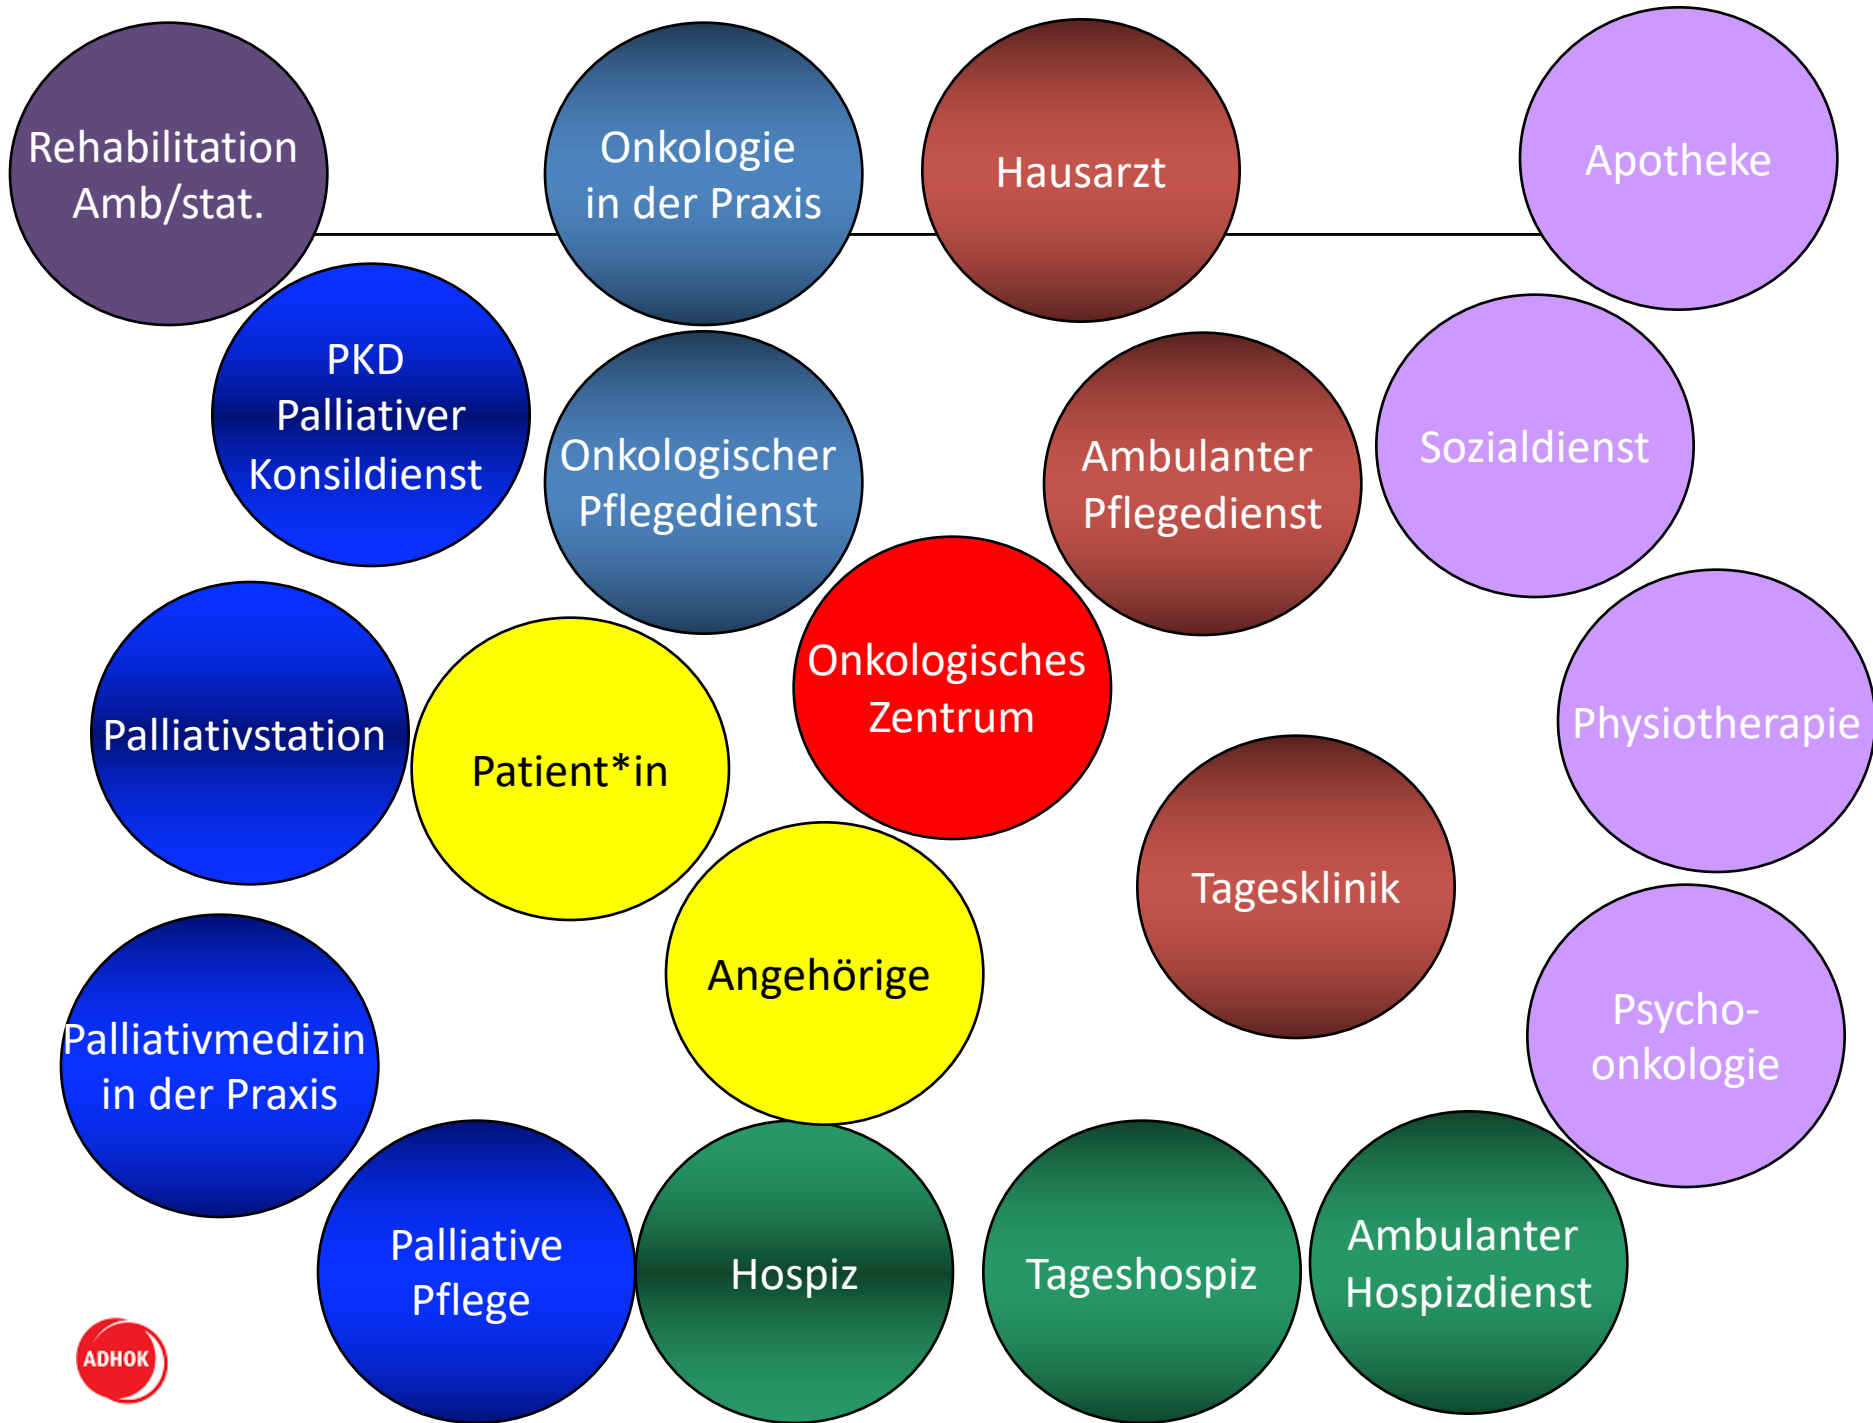 Rehabilitation
Amb/stat.
Onkologie
in der Praxis
Hausarzt
Apotheke
PKD
Palliativer
Konsildienst
Onkologischer
Pflegedienst
Ambulanter
Pflegedienst
Sozialdienst
Onkologisches
Zentrum
Palliativstation
Patient*in
Physiotherapie
Tagesklinik
Angehörige
Palliativmedizin
in der Praxis
Psycho-
onkologie
Palliative
Pflege
Hospiz
Tageshospiz
Ambulanter
Hospizdienst
ADHOK